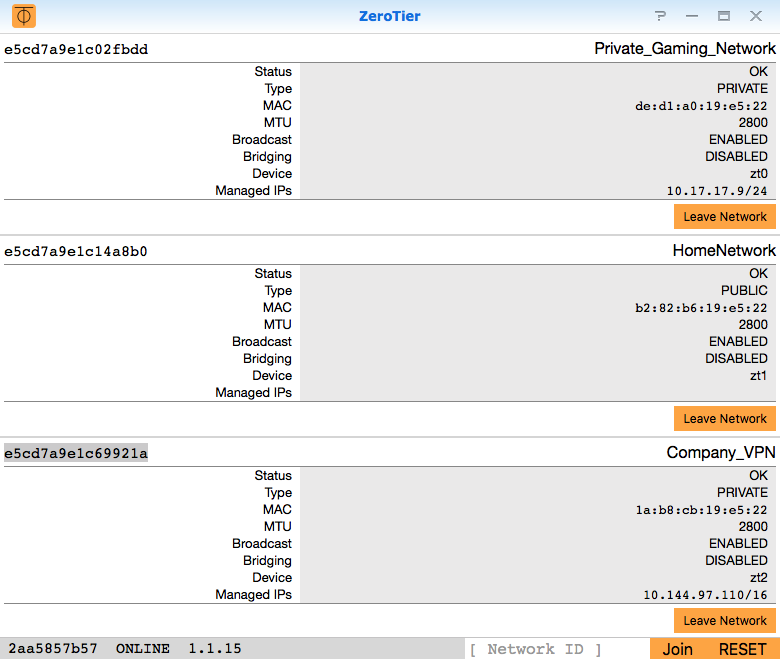 ZeroTier
e5cd7a9e1c02fbdd Private_Gaming_Network
Status OK
Type PRIVATE
MAC de:d1:a0:19:e5:22
MTU 2800
Broadcast ENABLED
Bridging DISABLED
Device zt0
Managed IPs 10.17.17.9/24
Leave Network
e5cd7a9e1c14a8b0 HomeNetwork
Status OK
Type PUBLIC
MAC b2:82:b6:19:e5:22
MTU 2800
Broadcast ENABLED
Bridging DISABLED
Device zt1
Managed IPs
Leave Network
e5cd7a9e1c69921a Company_VPN
Status OK
Type PRIVATE
MAC 1a:b8:cb:19:e5:22
MTU 2800
Broadcast ENABLED
Bridging DISABLED
Device zt2
Managed IPs 10.144.97.110/16
Leave Network
2aa5857b57 ONLINE 1.1.15 [ Network ID ] Join RESET